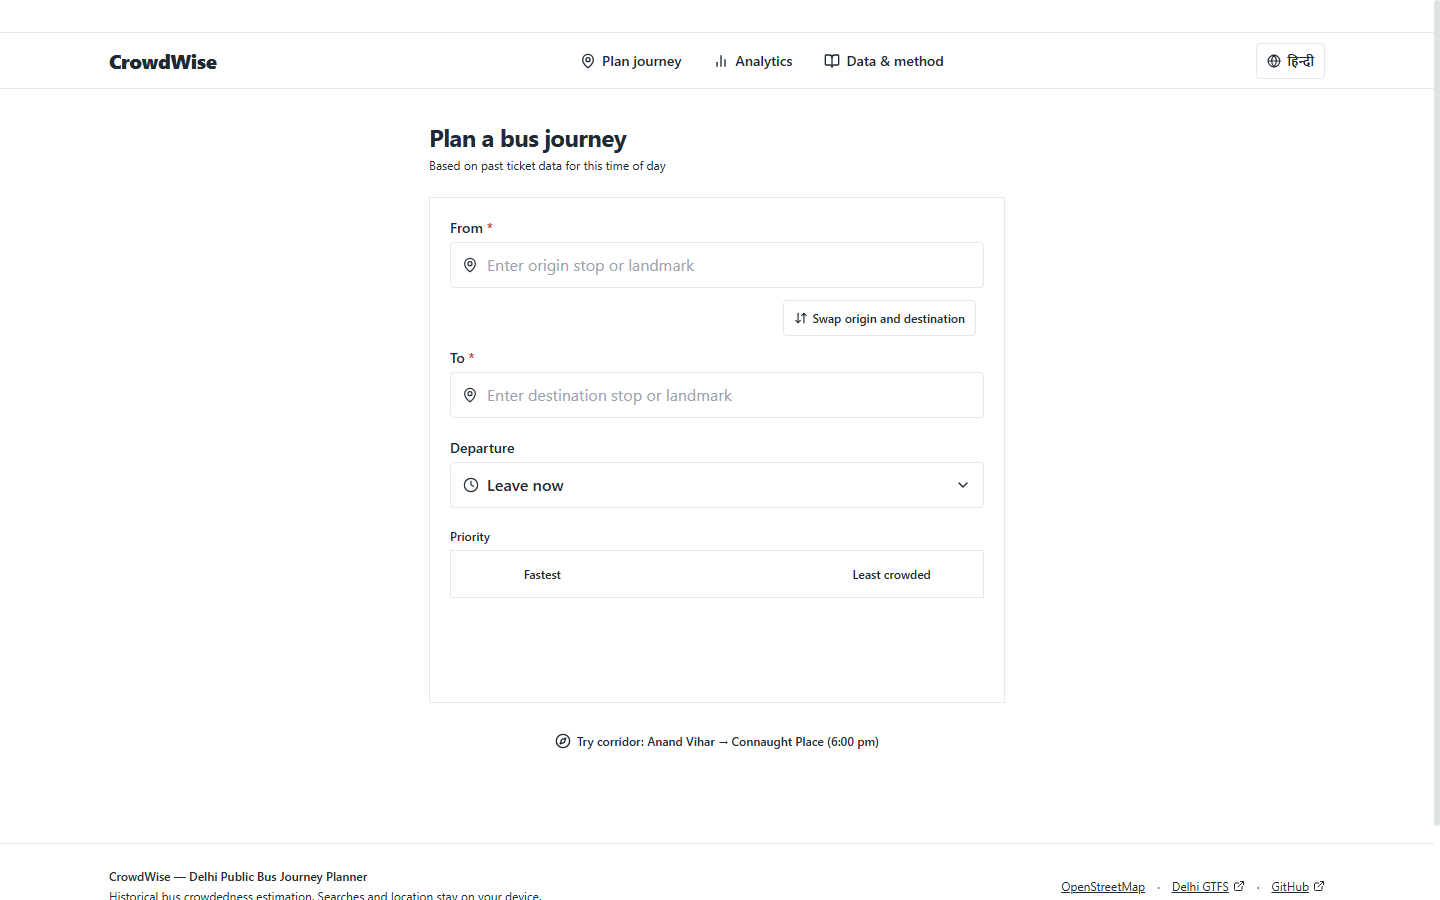 CrowdWise
Plan journey
Analytics
Data & method
हिन्दी
Plan a bus journey
Based on past ticket data for this time of day
From *
Enter origin stop or landmark
Swap origin and destination
To *
Enter destination stop or landmark
Departure
Leave now
Priority
Fastest
Least crowded
Try corridor: Anand Vihar → Connaught Place (6:00 pm)
CrowdWise — Delhi Public Bus Journey Planner
Historical bus crowdedness estimation. Searches and location stay on your device.
OpenStreetMap · Delhi GTFS · GitHub